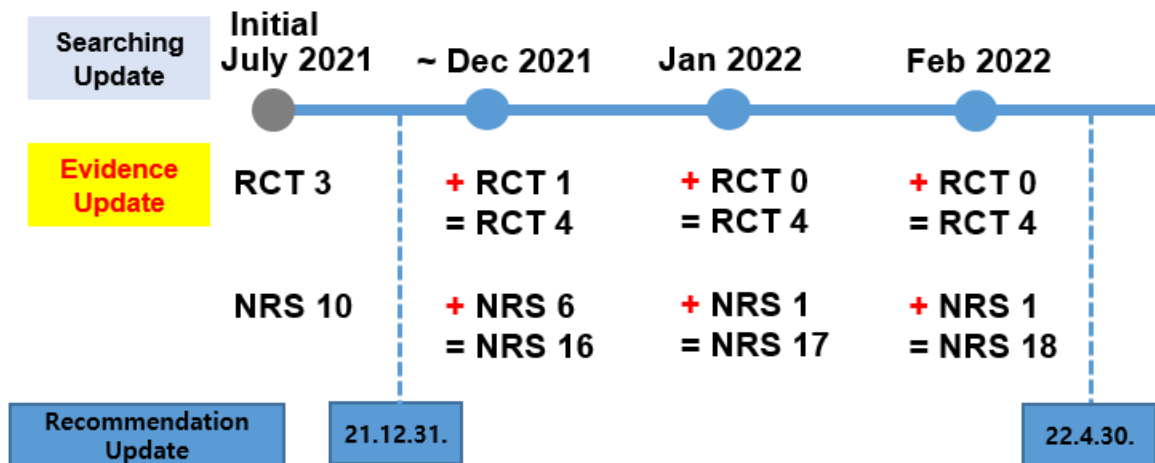 Searching
Update
Initial
July 2021
~ Dec 2021
Jan 2022
Feb 2022
Evidence
Update
RCT 3
+ RCT 1
= RCT 4
+ RCT 0
= RCT 4
+ RCT 0
= RCT 4
NRS 10
+ NRS 6
= NRS 16
+ NRS 1
= NRS 17
+ NRS 1
= NRS 18
Recommendation
Update
21.12.31.
22.4.30.